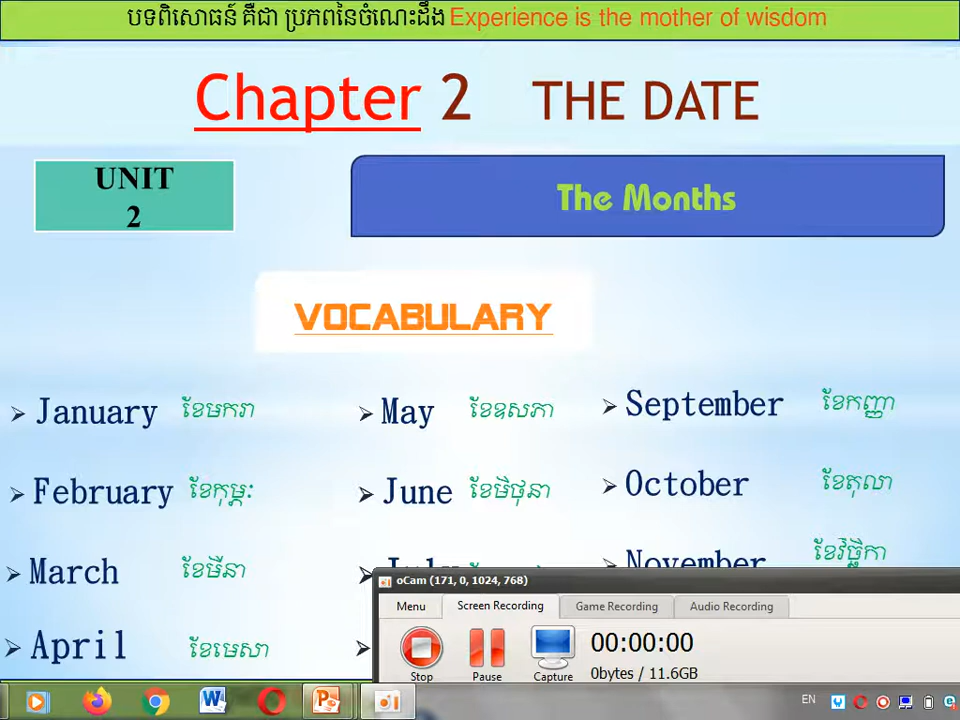 បទពិសោធន៍ គឺជា ប្រភពនៃចំណេះដឹង Experience is the mother of wisdom
Chapter 2 THE DATE
UNIT
2
The Months
VOCABULARY
➢ January ខែមករា
➢ May ខែឧសភា
➢ September ខែកញ្ញា
➢ February ខែកុម្ភៈ
➢ June ខែមិថុនា
➢ October ខែតុលា
➢ March ខែមីនា
➢ July
➢ November ខែវិច្ឆិកា
➢ April ខែមេសា
oCam (171, 0, 1024, 768)
Menu Screen Recording Game Recording Audio Recording
00:00:00
Stop Pause Capture 0bytes / 11.6GB
EN